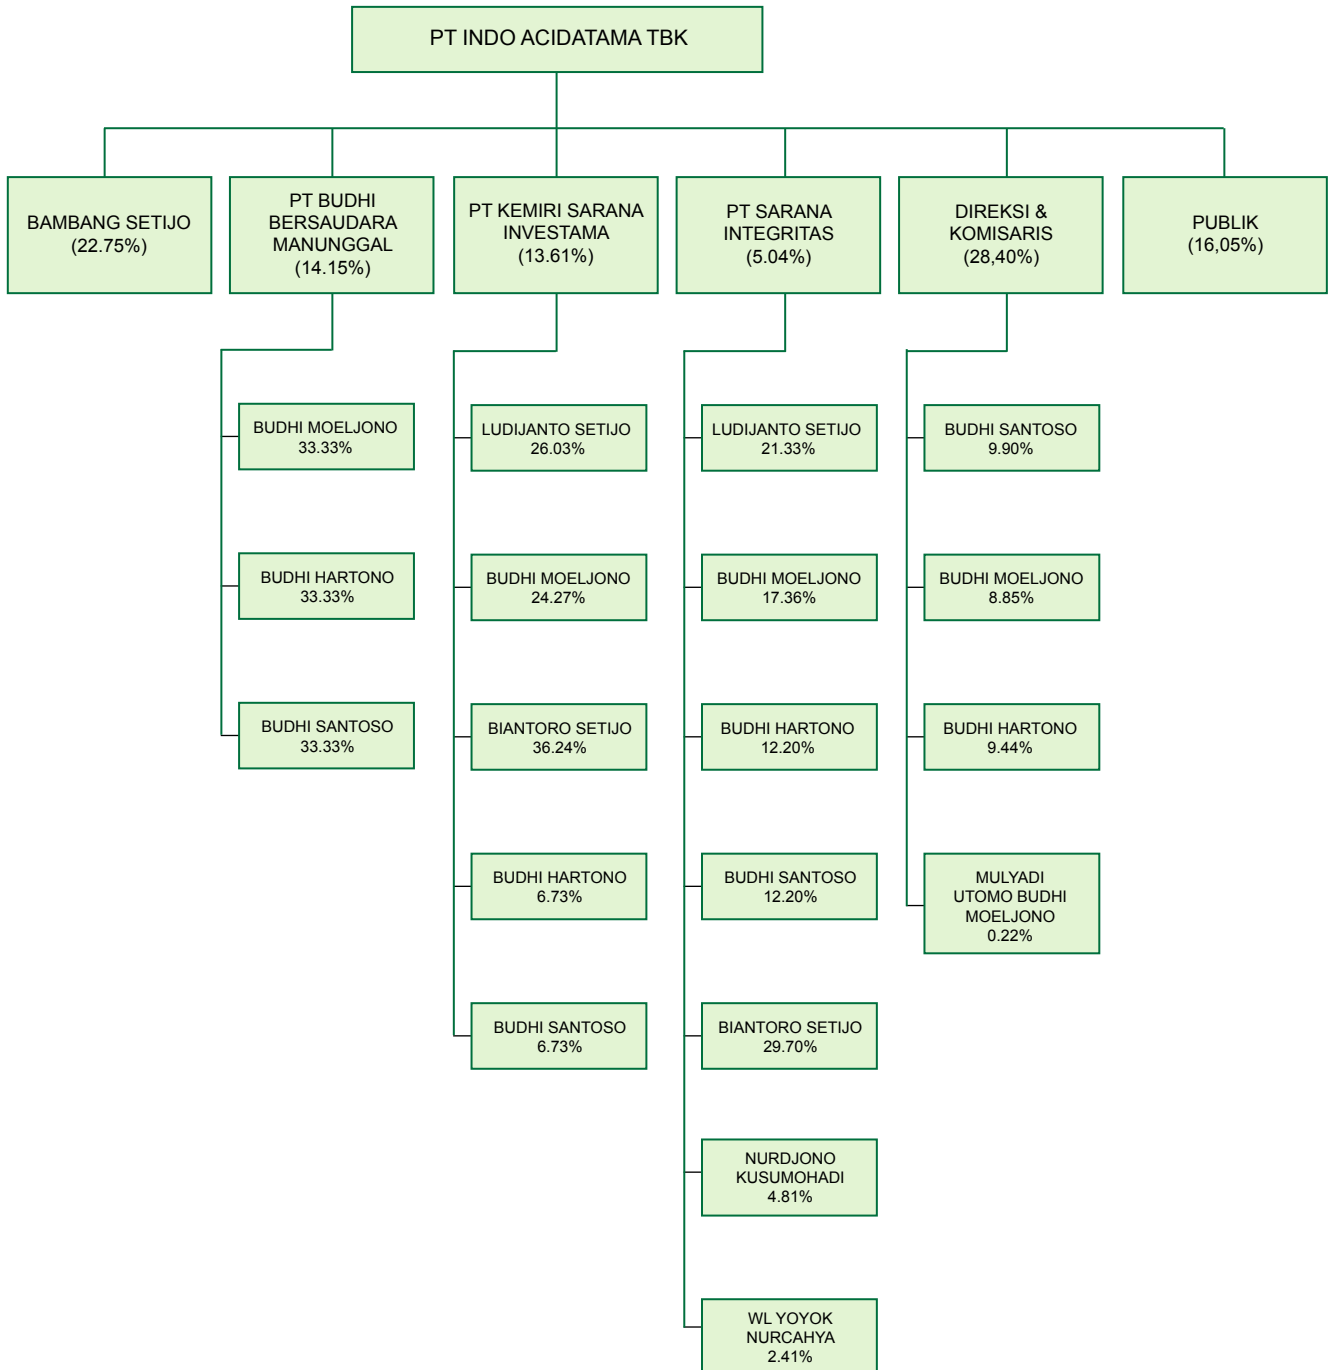 PT INDO ACIDATAMA TBK
BAMBANG SETIJO
(22.75%)
PT BUDHI
BERSAUDARA
MANUNGGAL
(14.15%)
PT KEMIRI SARANA
INVESTAMA
(13.61%)
PT SARANA
INTEGRITAS
(5.04%)
DIREKSI &
KOMISARIS
(28,40%)
PUBLIK
(16,05%)
BUDHI MOELJONO
33.33%
BUDHI HARTONO
33.33%
BUDHI SANTOSO
33.33%
LUDIJANTO SETIJO
26.03%
BUDHI MOELJONO
24.27%
BIANTORO SETIJO
36.24%
BUDHI HARTONO
6.73%
BUDHI SANTOSO
6.73%
LUDIJANTO SETIJO
21.33%
BUDHI MOELJONO
17.36%
BUDHI HARTONO
12.20%
BUDHI SANTOSO
12.20%
BIANTORO SETIJO
29.70%
NURDJONO
KUSUMOHADI
4.81%
WL YOYOK
NURCAHYA
2.41%
BUDHI SANTOSO
9.90%
BUDHI MOELJONO
8.85%
BUDHI HARTONO
9.44%
MULYADI
UTOMO BUDHI
MOELJONO
0.22%